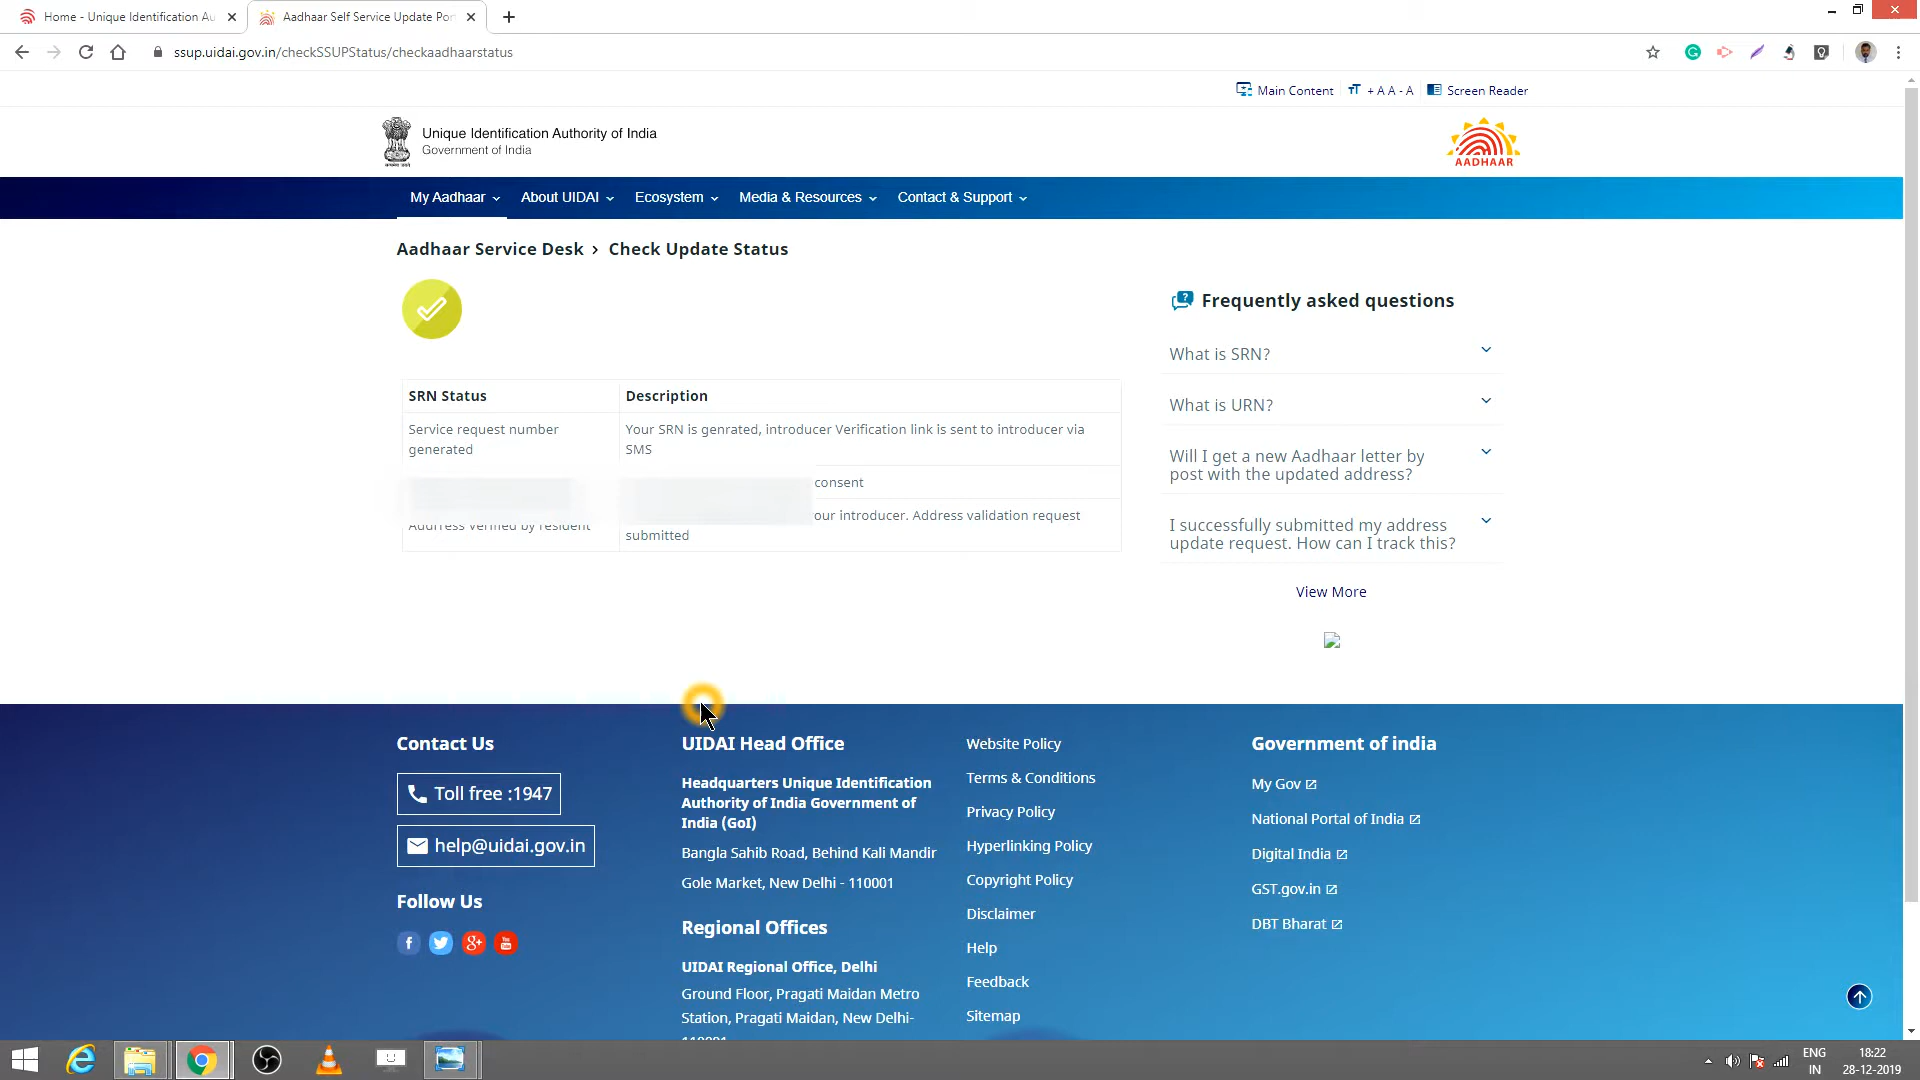 Home - Unique Identification Au
Aadhaar Self Service Update Por
ssup.uidai.gov.in/checkSSUPStatus/checkaadhaarstatus
Main Content
+ A A - A
Screen Reader
Unique Identification Authority of India
Government of India
AADHAAR
My Aadhaar
About UIDAI
Ecosystem
Media & Resources
Contact & Support
Aadhaar Service Desk › Check Update Status
SRN Status
Description
Service request number
generated
Your SRN is genrated, introducer Verification link is sent to introducer via
SMS
consent
Addrress verified by resident
our introducer. Address validation request
submitted
Frequently asked questions
What is SRN?
What is URN?
Will I get a new Aadhaar letter by
post with the updated address?
I successfully submitted my address
update request. How can I track this?
View More
Contact Us
Toll free :1947
help@uidai.gov.in
Follow Us
UIDAI Head Office
Headquarters Unique Identification
Authority of India Government of
India (GoI)
Bangla Sahib Road, Behind Kali Mandir
Gole Market, New Delhi - 110001
Regional Offices
UIDAI Regional Office, Delhi
Ground Floor, Pragati Maidan Metro
Station, Pragati Maidan, New Delhi-
110001
Website Policy
Terms & Conditions
Privacy Policy
Hyperlinking Policy
Copyright Policy
Disclaimer
Help
Feedback
Sitemap
Government of india
My Gov
National Portal of India
Digital India
GST.gov.in
DBT Bharat
ENG
IN
18:22
28-12-2019